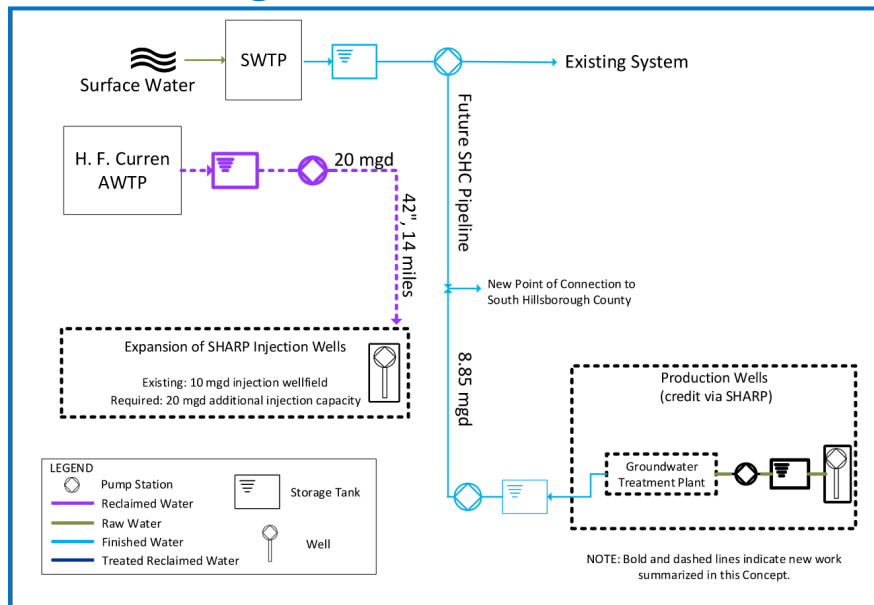 SWTP
Existing System
Surface Water
H. F. Curren
AWTP
20 mgd
42", 14 miles
Future SHC Pipeline
New Point of Connection to
South Hillsborough County
8.85 mgd
Expansion of SHARP Injection Wells
Existing: 10 mgd injection wellfield
Required: 20 mgd additional injection capacity
Production Wells
(credit via SHARP)
Groundwater
Treatment Plant
LEGEND
Pump Station
Reclaimed Water
Raw Water
Finished Water
Treated Reclaimed Water
Storage Tank
Well
NOTE: Bold and dashed lines indicate new work
summarized in this Concept.